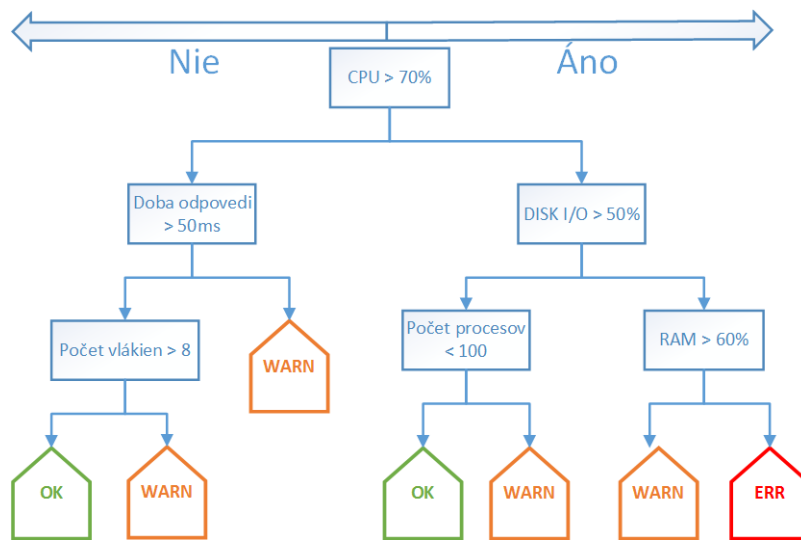 Nie
Áno
CPU > 70%
Doba odpovedi
> 50ms
DISK I/O > 50%
Počet vlákien > 8
WARN
Počet procesov
< 100
RAM > 60%
OK
WARN
OK
WARN
WARN
ERR